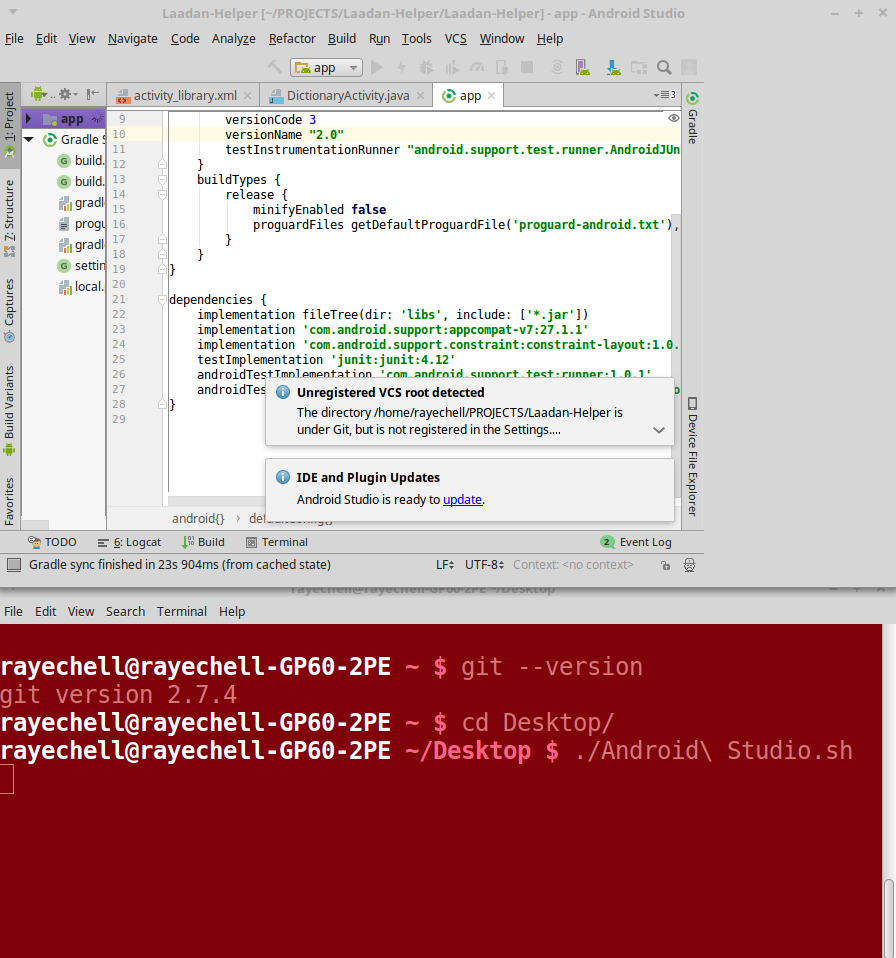 Laadan-Helper [~/PROJECTS/Laadan-Helper/Laadan-Helper] - app - Android Studio
File Edit View Navigate Code Analyze Refactor Build Run Tools VCS Window Help
app
1: Project
7: Structure
Captures
Build Variants
Favorites
app
Gradle S
build.
build.
gradl
progu
gradl
settin
local.
activity_library.xml DictionaryActivity.java app 3
9 versionCode 3
10 versionName "2.0"
11 testInstrumentationRunner "android.support.test.runner.AndroidJUn
12 }
13 buildTypes {
14 release {
15 minifyEnabled false
16 proguardFiles getDefaultProguardFile('proguard-android.txt'),
17 }
18 }
19 }
20
21 dependencies {
22 implementation fileTree(dir: 'libs', include: ['*.jar'])
23 implementation 'com.android.support:appcompat-v7:27.1.1'
24 implementation 'com.android.support.constraint:constraint-layout:1.0.
25 testImplementation 'junit:junit:4.12'
26 androidTestImplementation 'com.android.support.test:runner:1.0.1'
27 androidTes
28 }
29
Unregistered VCS root detected
The directory /home/rayechell/PROJECTS/Laadan-Helper is
under Git, but is not registered in the Settings....
IDE and Plugin Updates
Android Studio is ready to update.
android{} › defaultConfig{}
Gradle
Device File Explorer
TODO 6: Logcat Build Terminal 2 Event Log
Gradle sync finished in 23s 904ms (from cached state) LF UTF-8 Context: <no context>
rayechell@rayechell-GP60-2PE ~/Desktop
File Edit View Search Terminal Help
rayechell@rayechell-GP60-2PE ~ $ git --version
git version 2.7.4
rayechell@rayechell-GP60-2PE ~ $ cd Desktop/
rayechell@rayechell-GP60-2PE ~/Desktop $ ./Android\ Studio.sh